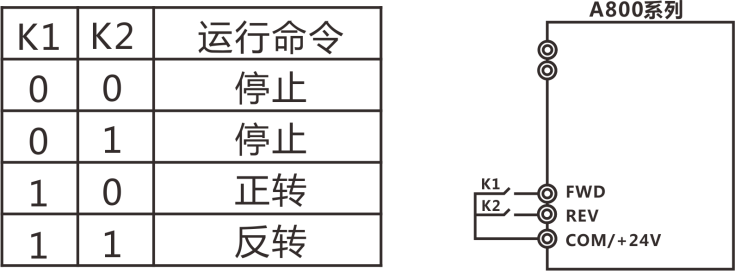 K1 K2 运行命令
0 0 停止
0 1 停止
1 0 正转
1 1 反转
A800系列
K1 FWD
K2 REV
COM/+24V